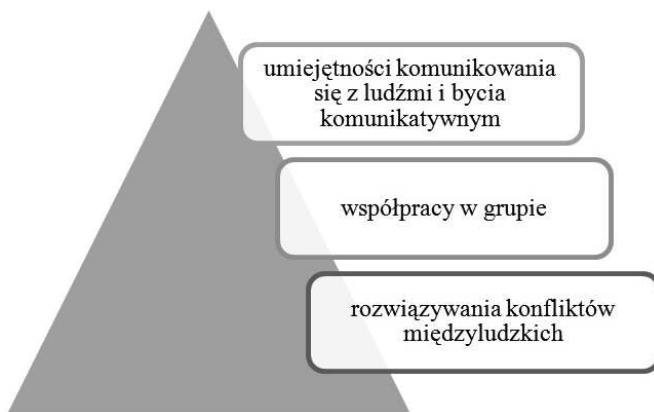 umiejętności komunikowania
się z ludźmi i bycia
komunikatywnym
współpracy w grupie
rozwiązywania konfliktów
międzyludzkich